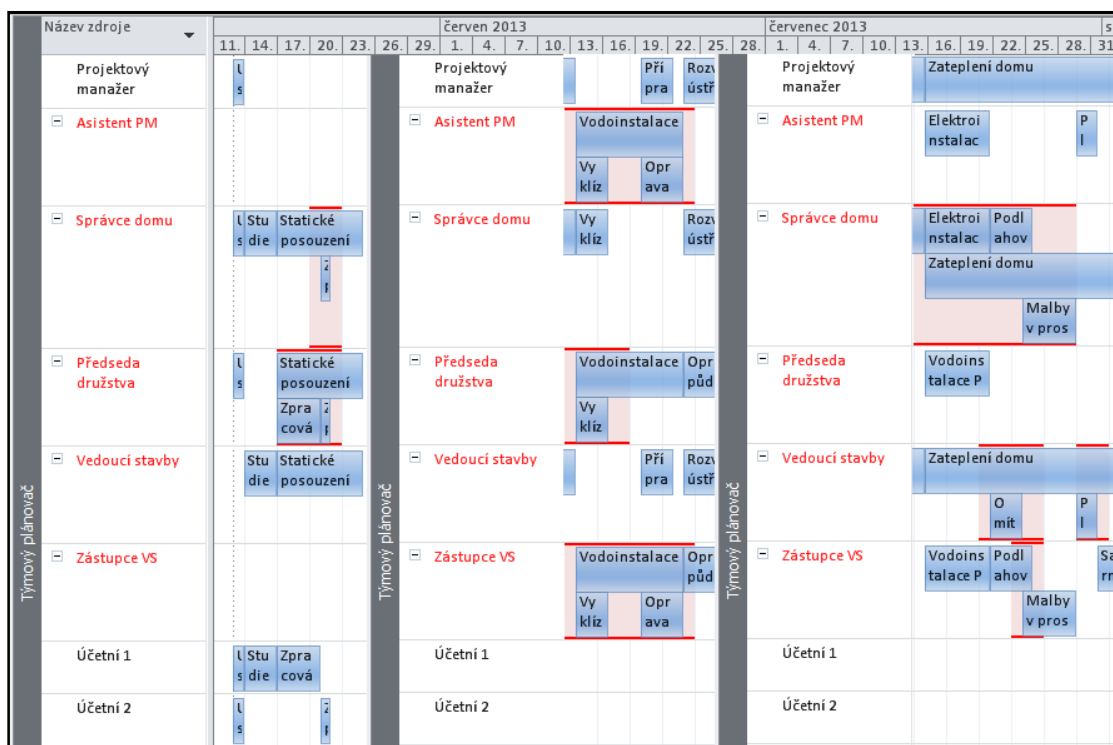 Název zdroje
červen 2013
červenec 2013
11. 14. 17. 20. 23. 26. 29. 1. 4. 7. 10. 13. 16. 19. 22. 25. 28. 1. 4. 7. 10. 13. 16. 19. 22. 25. 28. 31
Týmový plánovač
Projektový
manažer
Asistent PM
Správce domu
Stu
die
Statické
posouzení
Předseda
družstva
Statické
posouzení
Zpra
cová
Vedoucí stavby
Stu
die
Statické
posouzení
Zástupce VS
Účetní 1
Stu
die
Zpra
cová
Účetní 2
Týmový plánovač
Projektový
manažer
Pří
pra
Rozv
ústř
Asistent PM
Vodoinstalace
Vy
klíz
Opr
ava
Správce domu
Vy
klíz
Rozv
ústř
Předseda
družstva
Vodoinstalace
Opr
půd
Vy
klíz
Vedoucí stavby
Pří
pra
Rozv
ústř
Zástupce VS
Vodoinstalace
Opr
půd
Vy
klíz
Opr
ava
Účetní 1
Účetní 2
Týmový plánovač
Projektový
manažer
Zateplení domu
Asistent PM
Elektroi
nstalac
P
l
Správce domu
Elektroi
nstalac
Podl
ahov
Zateplení domu
Malby
v pros
Předseda
družstva
Vodoins
talace P
Vedoucí stavby
Zateplení domu
O
mít
P
l
Zástupce VS
Vodoins
talace P
Podl
ahov
Malby
v pros
Účetní 1
Účetní 2